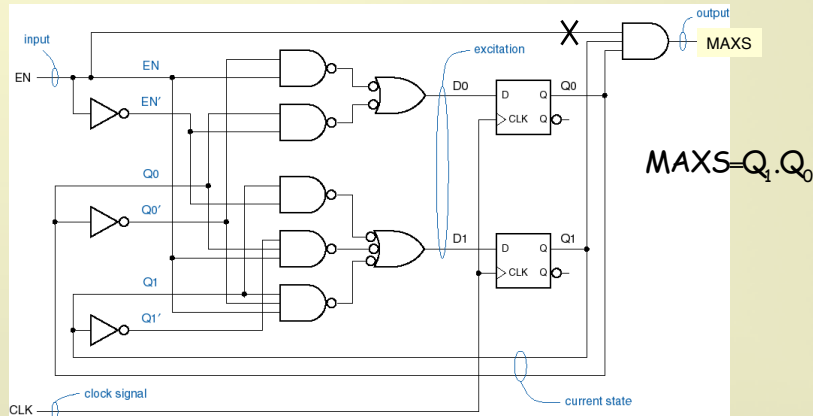 output
input
MAXS
excitation
EN
EN
D0
Q0
EN′
D Q
CLK
Q
MAXS=Q₁.Q₀
Q0
Q0′
D1
Q1
D Q
CLK
Q
Q1
Q1′
clock signal
current state
CLK